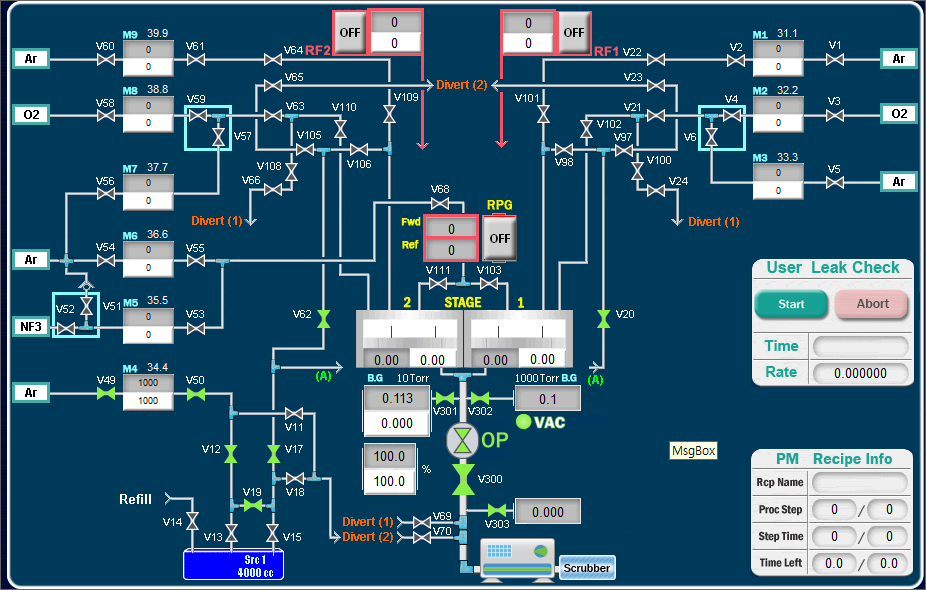 M9 39.9
0
0
Ar
V60
V61
V64
RF2
OFF
0
0
0
0
OFF
RF1
V22
V2
M1 31.1
0
0
V1
Ar
V65
Divert (2)
V23
O2
V58
M8 38.8
0
0
V59
V57
V63
V110
V109
V105
V106
V101
V102
V21
V97
V98
V4
V6
M2 32.2
0
0
V3
O2
V56
M7 37.7
0
0
V108
V66
Divert (1)
V100
V24
Divert (1)
M3 33.3
0
0
V5
Ar
V68
RPG
Fwd 0
Ref 0
OFF
Ar
V54
M6 36.6
0
0
V55
V111
V103
NF3
V52
V51
M5 35.5
0
0
V53
V62
2 STAGE 1
0.00 0.00 0.00 0.00
V20
(A)
(A)
User Leak Check
Start Abort
Time
Rate 0.000000
Ar
V49
M4 34.4
1000
1000
V50
B.G 10Torr
0.113
0.000
V301
V302
1000Torr B.G
0.1
VAC
V11
V12
V17
OP
100.0
100.0
%
MsgBox
V18
V19
V300
0.000
V303
Refill
V14
V13
V15
Divert (1) V69
Divert (2) V70
Src 1
4000 cc
Scrubber
PM Recipe Info
Rcp Name
Proc Step 0 / 0
Step Time 0 / 0
Time Left 0.0 / 0.0